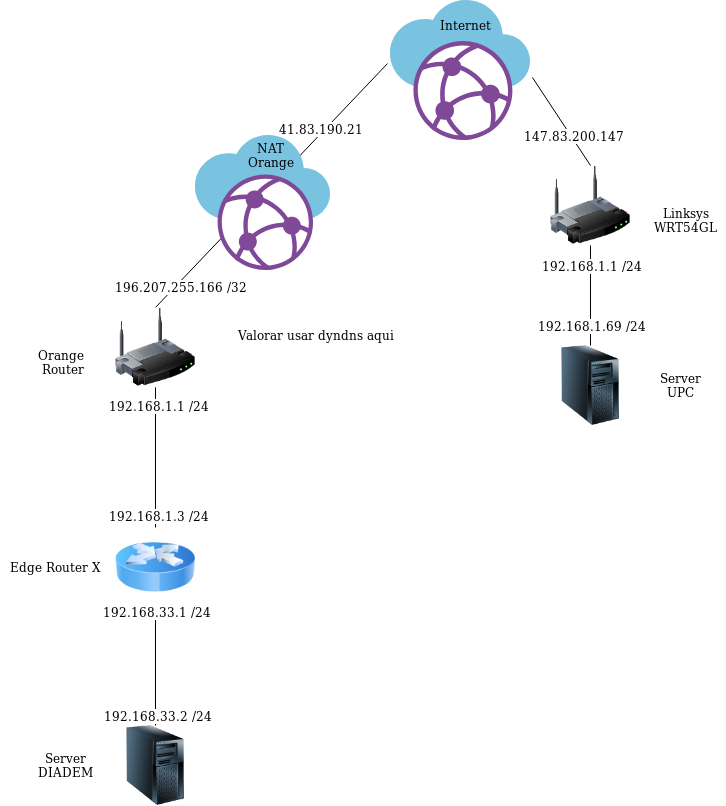 Internet
41.83.190.21
147.83.200.147
NAT
Orange
Linksys
WRT54GL
192.168.1.1 /24
196.207.255.166 /32
192.168.1.69 /24
Valorar usar dyndns aqui
Orange
Router
Server
UPC
192.168.1.1 /24
192.168.1.3 /24
Edge Router X
192.168.33.1 /24
192.168.33.2 /24
Server
DIADEM